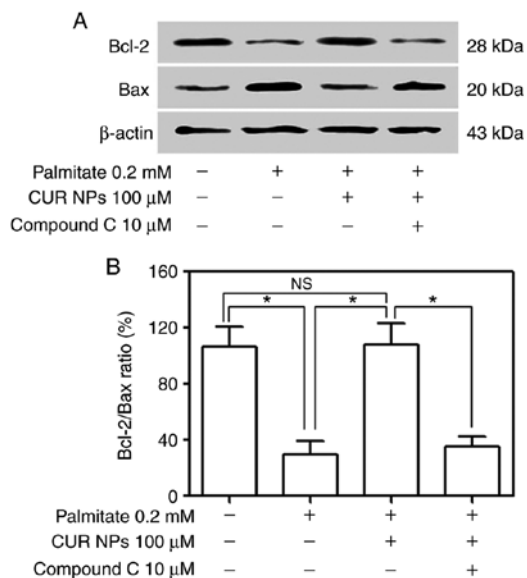 A
Bcl-2 28 kDa
Bax 20 kDa
β-actin 43 kDa
Palmitate 0.2 mM − + + +
CUR NPs 100 µM − − + +
Compound C 10 µM − − − +
B
Bcl-2/Bax ratio (%)
160
120
80
40
0
NS
* * *
Palmitate 0.2 mM − + + +
CUR NPs 100 µM − − + +
Compound C 10 µM − − − +